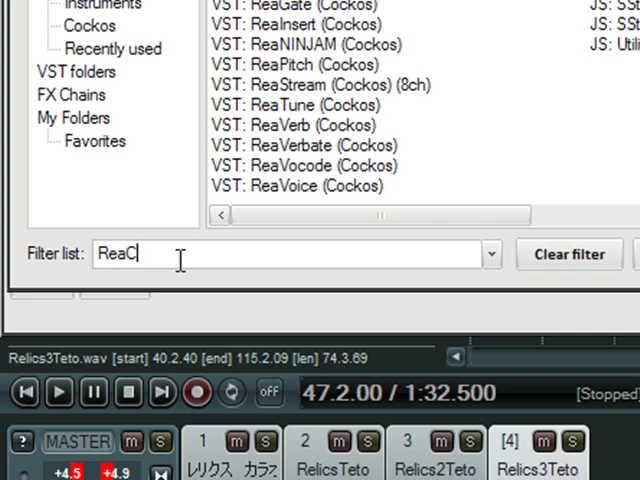 Instruments
Cockos
Recently used
VST folders
FX Chains
My Folders
Favorites
VST: ReaGate (Cockos)
VST: ReaInsert (Cockos)
VST: ReaNINJAM (Cockos)
VST: ReaPitch (Cockos)
VST: ReaStream (Cockos) (8ch)
VST: ReaTune (Cockos)
VST: ReaVerb (Cockos)
VST: ReaVerbate (Cockos)
VST: ReaVocode (Cockos)
VST: ReaVoice (Cockos)
JS: SSt
JS: SSt
JS: Util
Filter list: ReaC Clear filter
Relics3Teto.wav [start] 40.2.40 [end] 115.2.09 [len] 74.3.69
off 47.2.00 / 1:32.500 [Stopped]
? MASTER m s 1 m s 2 m s 3 m s [4] m s
+4.5 +4.9 レリクス カラオ RelicsTeto Relics2Teto Relics3Teto